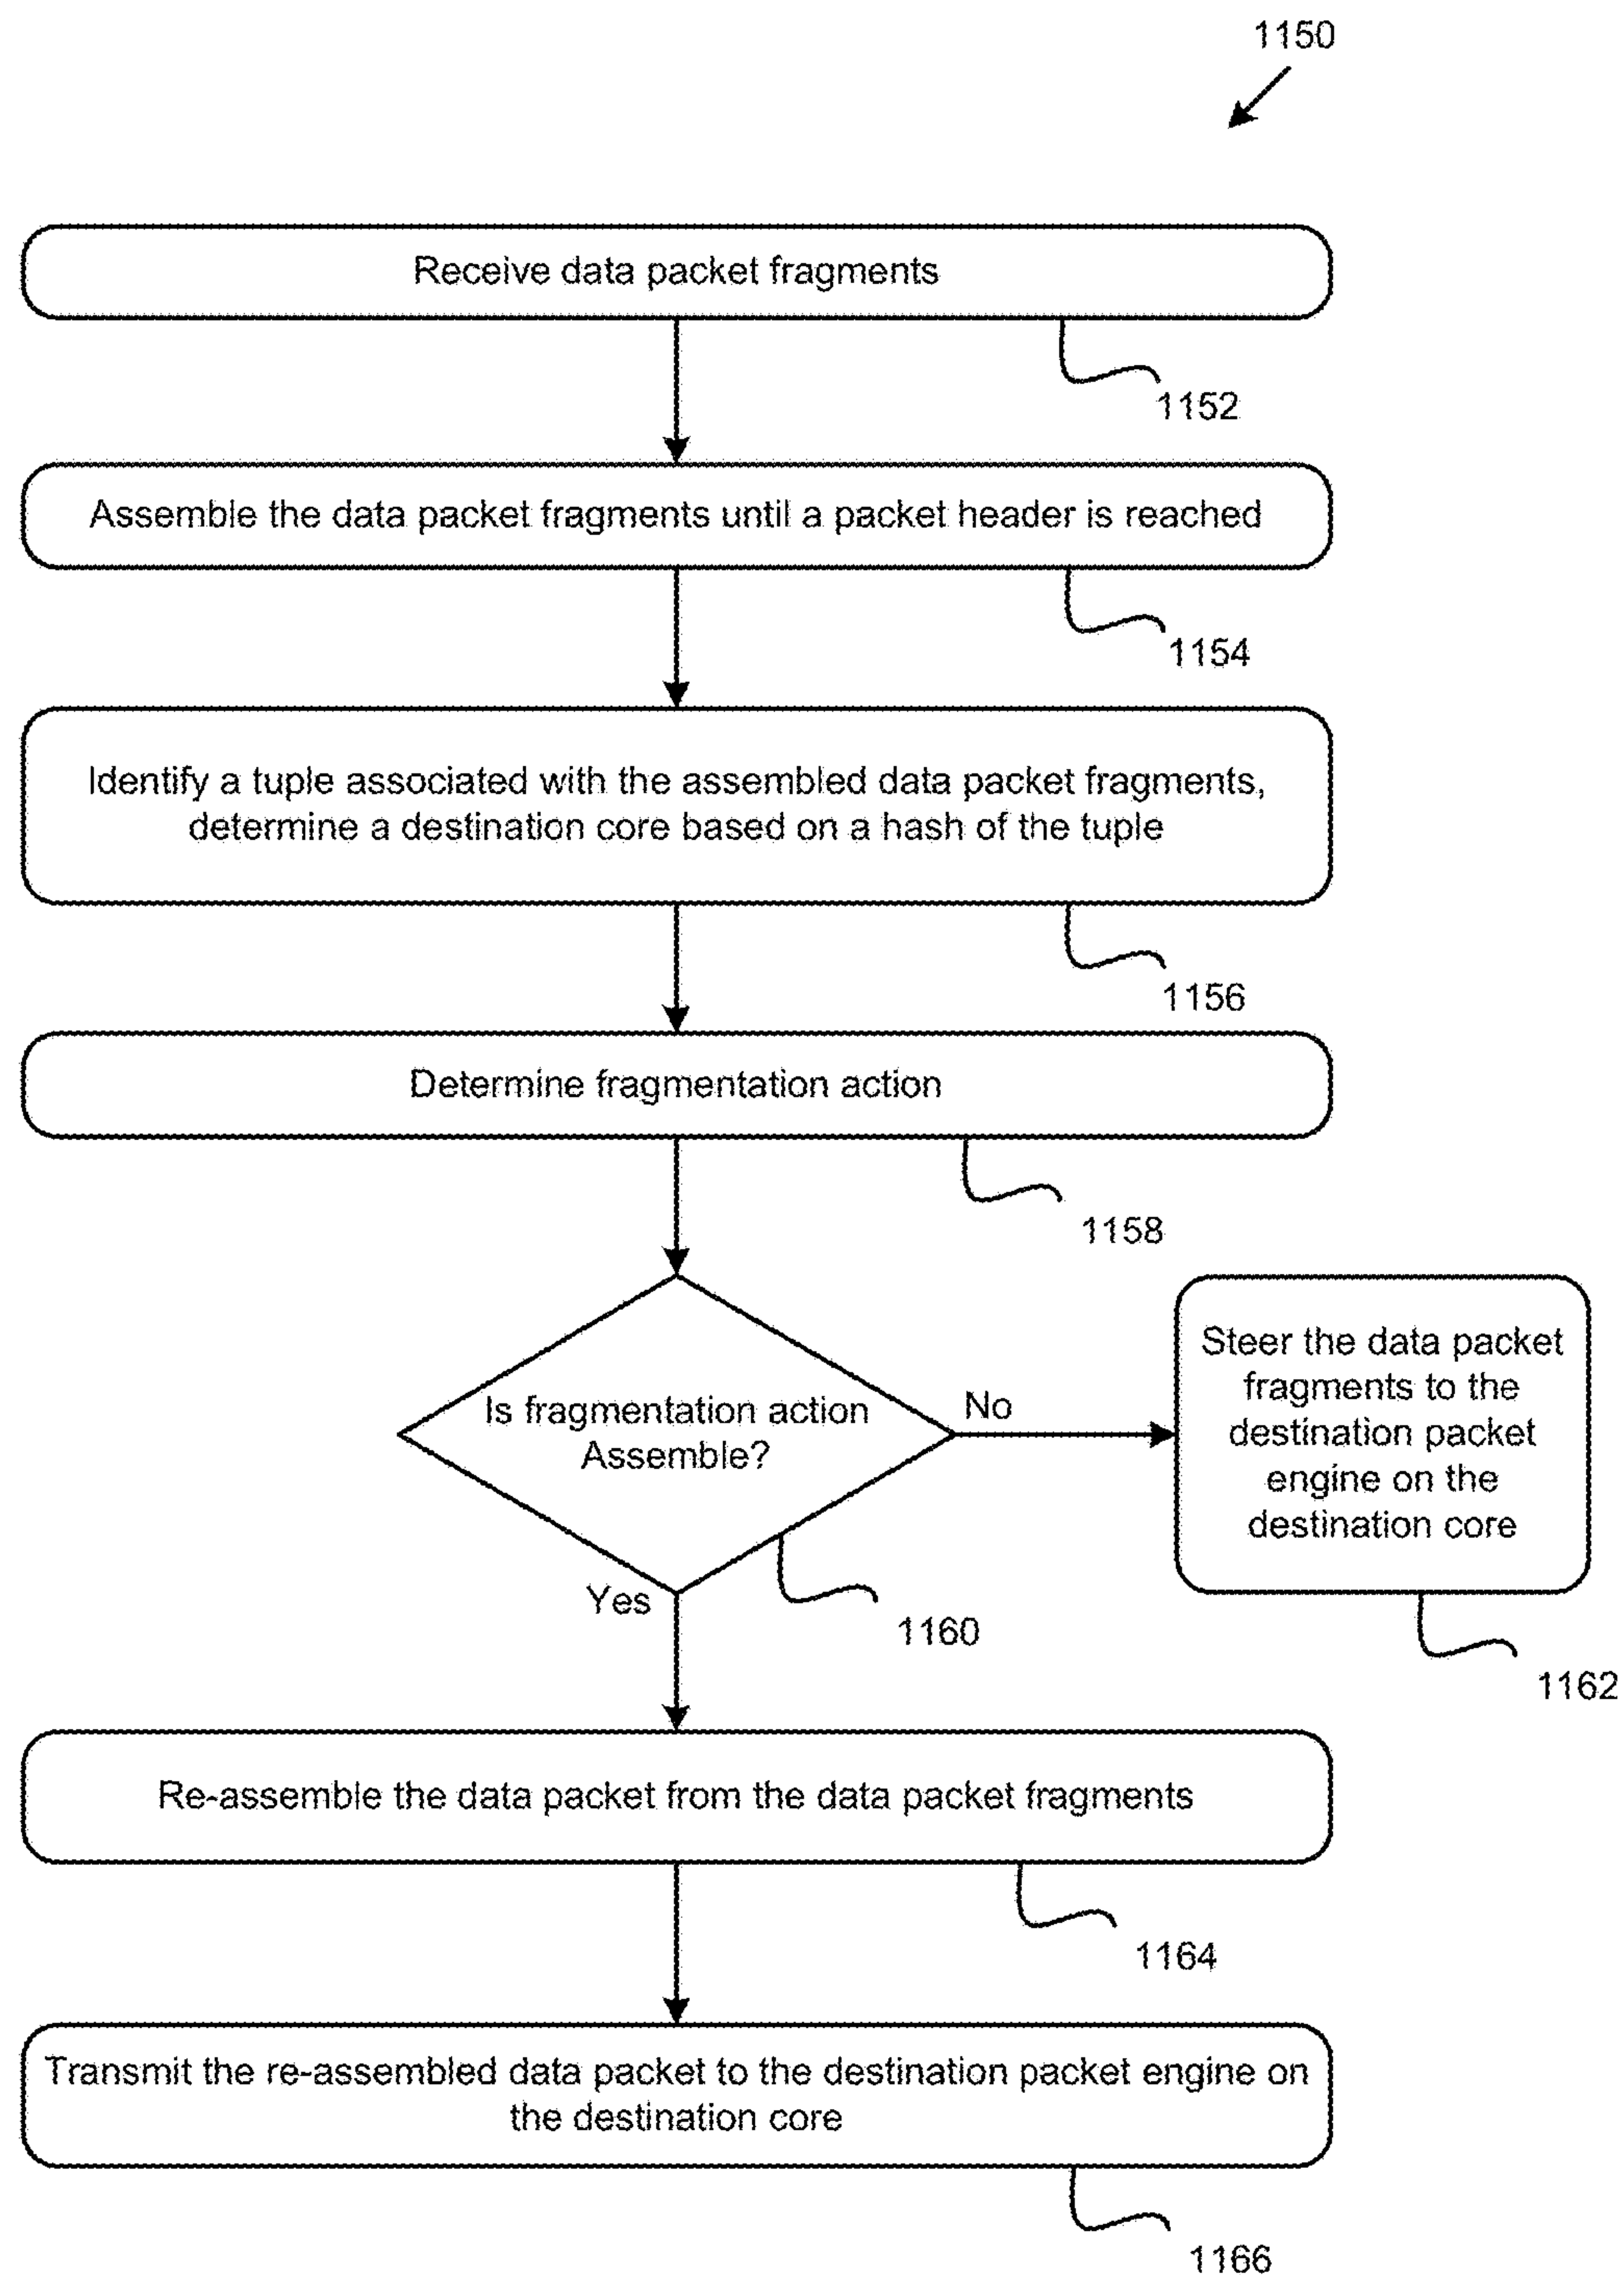 1150
Receive data packet fragments
1152
Assemble the data packet fragments until a packet header is reached
1154
Identify a tuple associated with the assembled data packet fragments,
determine a destination core based on a hash of the tuple
1156
Determine fragmentation action
1158
Is fragmentation action
Assemble?
No
Steer the data packet
fragments to the
destination packet
engine on the
destination core
Yes
1160
1162
Re-assemble the data packet from the data packet fragments
1164
Transmit the re-assembled data packet to the destination packet engine on
the destination core
1166